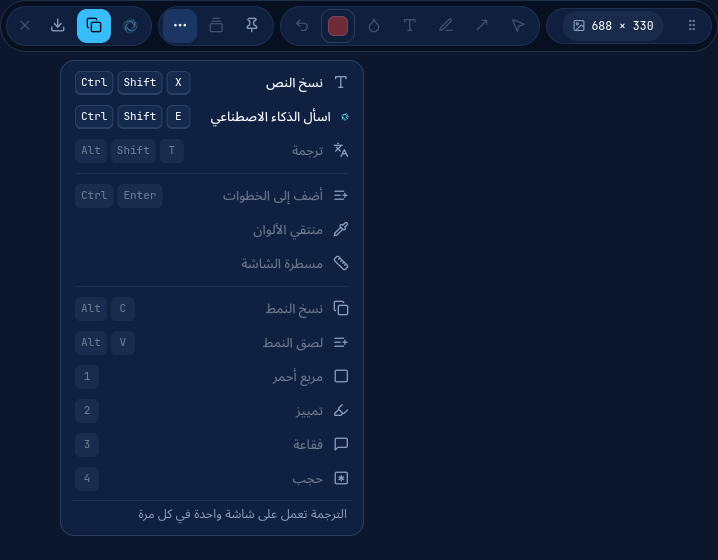 688 × 330
نسخ النص Ctrl Shift X
اسأل الذكاء الاصطناعي Ctrl Shift E
ترجمة Alt Shift T
أضف إلى الخطوات Ctrl Enter
منتقي الألوان
مسطرة الشاشة
نسخ النمط Alt C
لصق النمط Alt V
مربع أحمر 1
تمييز 2
فقاعة 3
حجب 4
الترجمة تعمل على شاشة واحدة في كل مرة